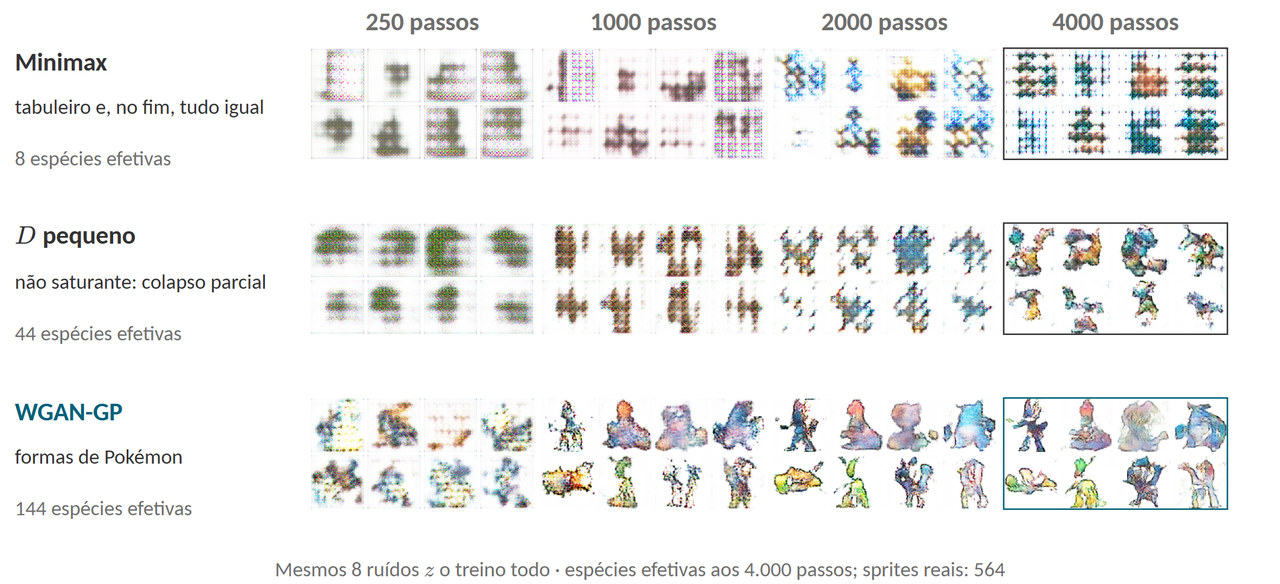 250 passos 1000 passos 2000 passos 4000 passos
Minimax
tabuleiro e, no fim, tudo igual
8 espécies efetivas
D pequeno
não saturante: colapso parcial
44 espécies efetivas
WGAN-GP
formas de Pokémon
144 espécies efetivas
Mesmos 8 ruídos z o treino todo · espécies efetivas aos 4.000 passos; sprites reais: 564